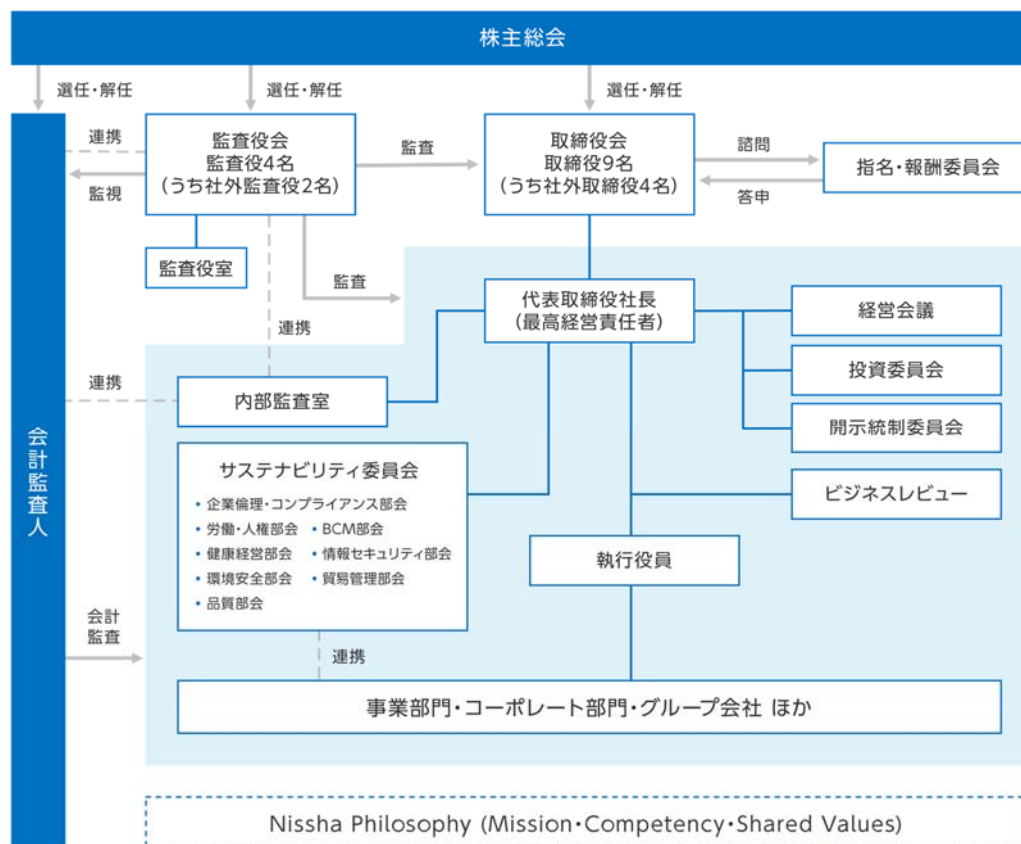 株主総会
選任・解任
選任・解任
選任・解任
連携
監視
監査役会
監査役4名
(うち社外監査役2名)
監査
取締役会
取締役9名
(うち社外取締役4名)
諮問
答申
指名・報酬委員会
監査役室
監査
連携
代表取締役社長
(最高経営責任者)
経営会議
投資委員会
開示統制委員会
ビジネスレビュー
連携
内部監査室
会計監査人
サステナビリティ委員会
• 企業倫理・コンプライアンス部会
• 労働・人権部会
• BCM部会
• 健康経営部会
• 情報セキュリティ部会
• 環境安全部会
• 貿易管理部会
• 品質部会
執行役員
会計
監査
連携
事業部門・コーポレート部門・グループ会社 ほか
Nissha Philosophy (Mission・Competency・Shared Values)